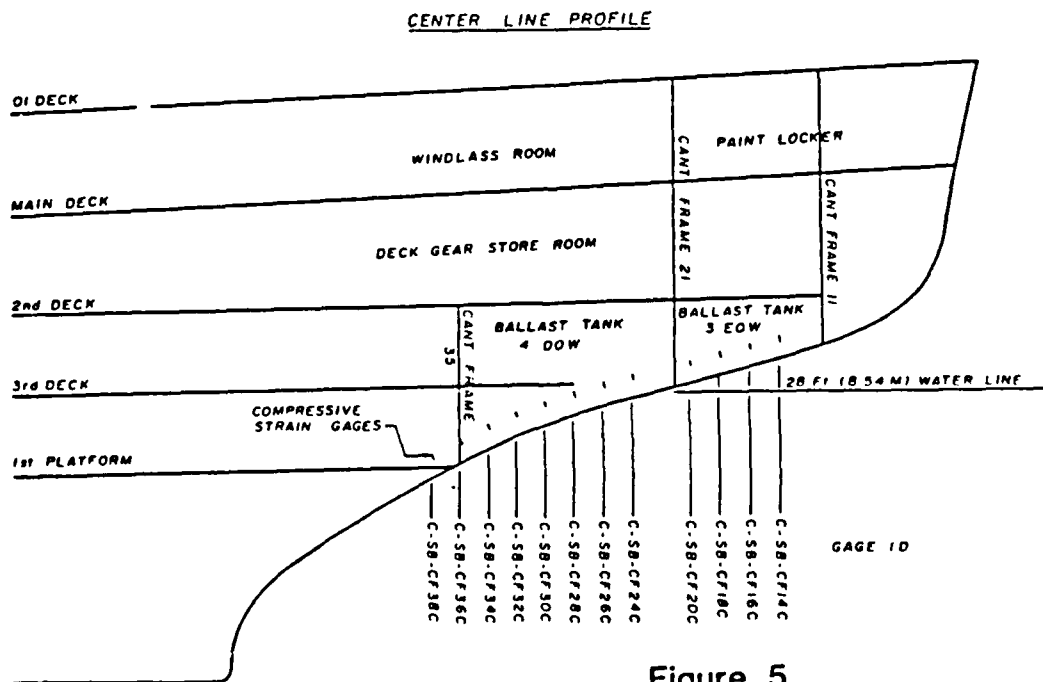 CENTER LINE PROFILE
01 DECK
WINDLASS ROOM
PAINT LOCKER
MAIN DECK
CANT FRAME 21
CANT FRAME 11
DECK GEAR STORE ROOM
2nd DECK
BALLAST TANK
4 DOW
BALLAST TANK
3 EOW
CANT FRAME
35
3rd DECK
28 Ft (8.54 M) WATER LINE
COMPRESSIVE
STRAIN GAGES
1st PLATFORM
C-SB-CF38C
C-SB-CF36C
C-SB-CF34C
C-SB-CF32C
C-SB-CF30C
C-SB-CF28C
C-SB-CF26C
C-SB-CF24C
C-SB-CF20C
C-SB-CF18C
C-SB-CF16C
C-SB-CF14C
GAGE ID
Figure 5